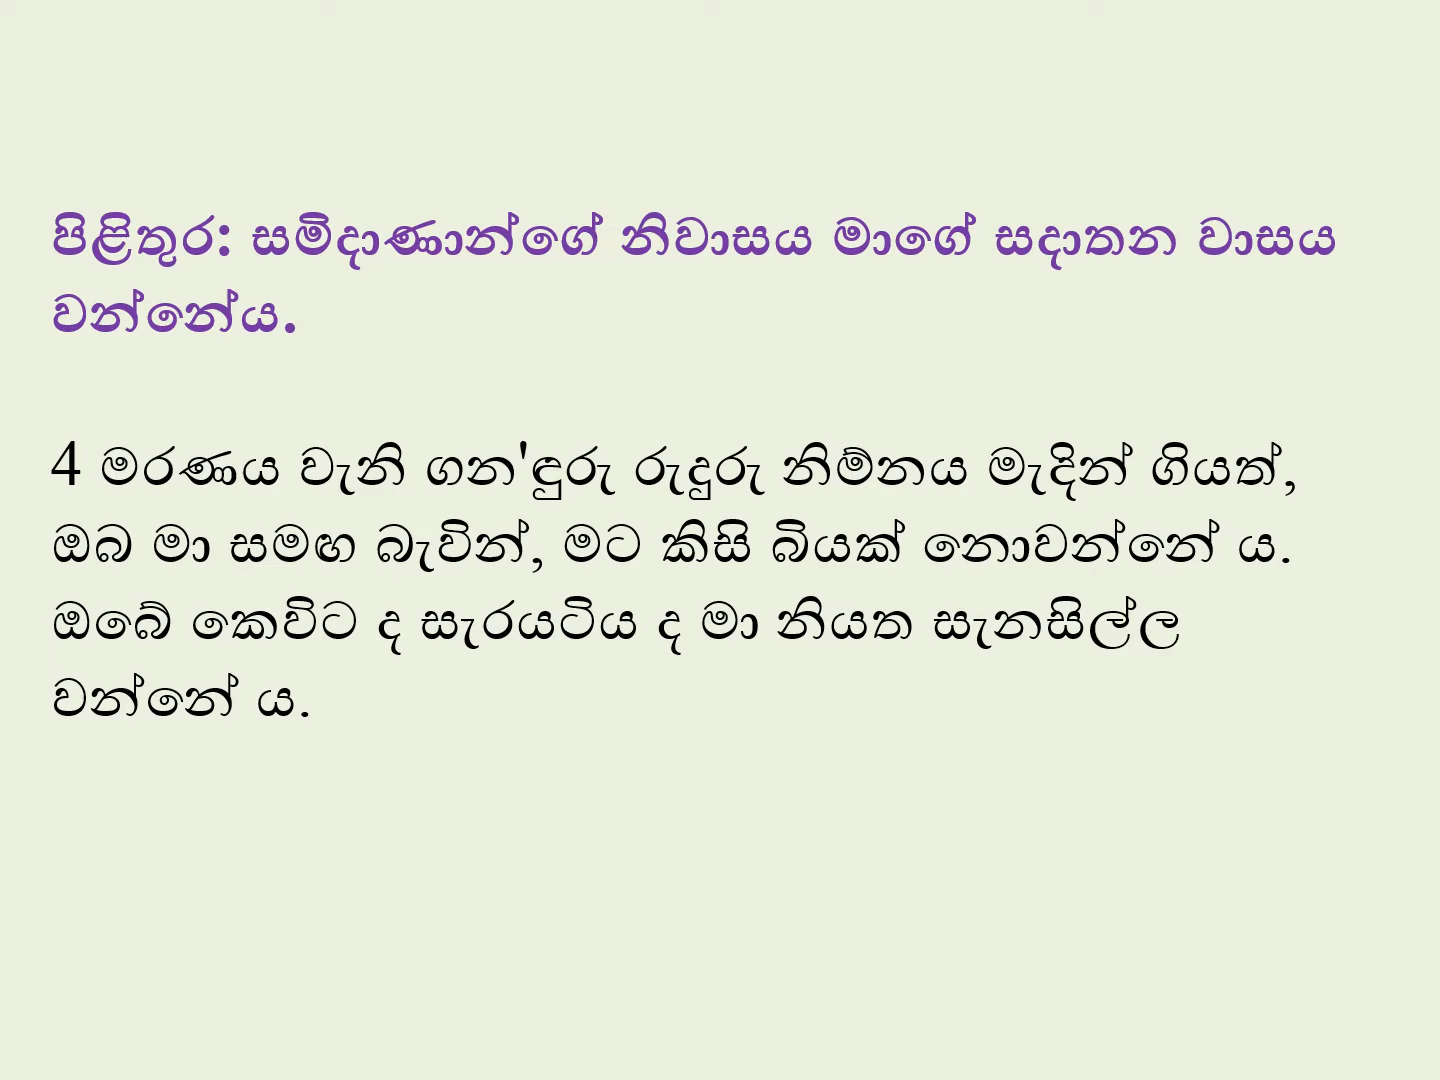 පිළිතුර: සමිදාණාන්ගේ නිවාසය මාගේ සදාතන වාසය
වන්නේය.
4 මරණය වැනි ගන'ඳුරු රුදුරු නිම්නය මැදින් ගියත්,
ඔබ මා සමඟ බැවින්, මට කිසි බියක් නොවන්නේ ය.
ඔබේ කෙවිට ද සැරයටිය ද මා නියත සැනසිල්ල
වන්නේ ය.